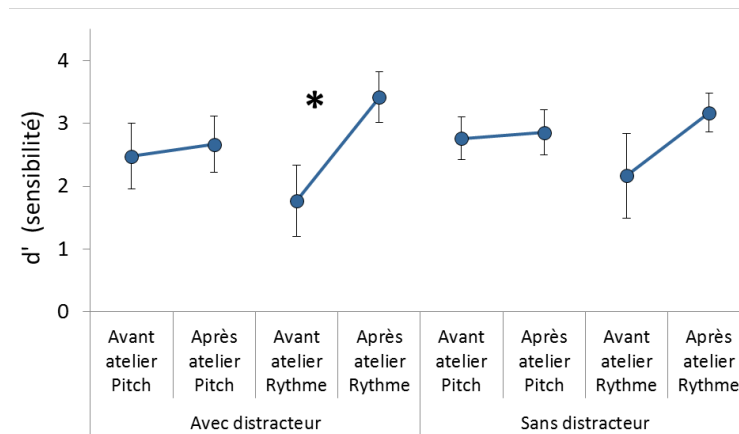 4
3
2
1
0
d' (sensibilité)
*
Avant atelier Pitch
Après atelier Pitch
Avant atelier Rythme
Après atelier Rythme
Avant atelier Pitch
Après atelier Pitch
Avant atelier Rythme
Après atelier Rythme
Avec distracteur
Sans distracteur